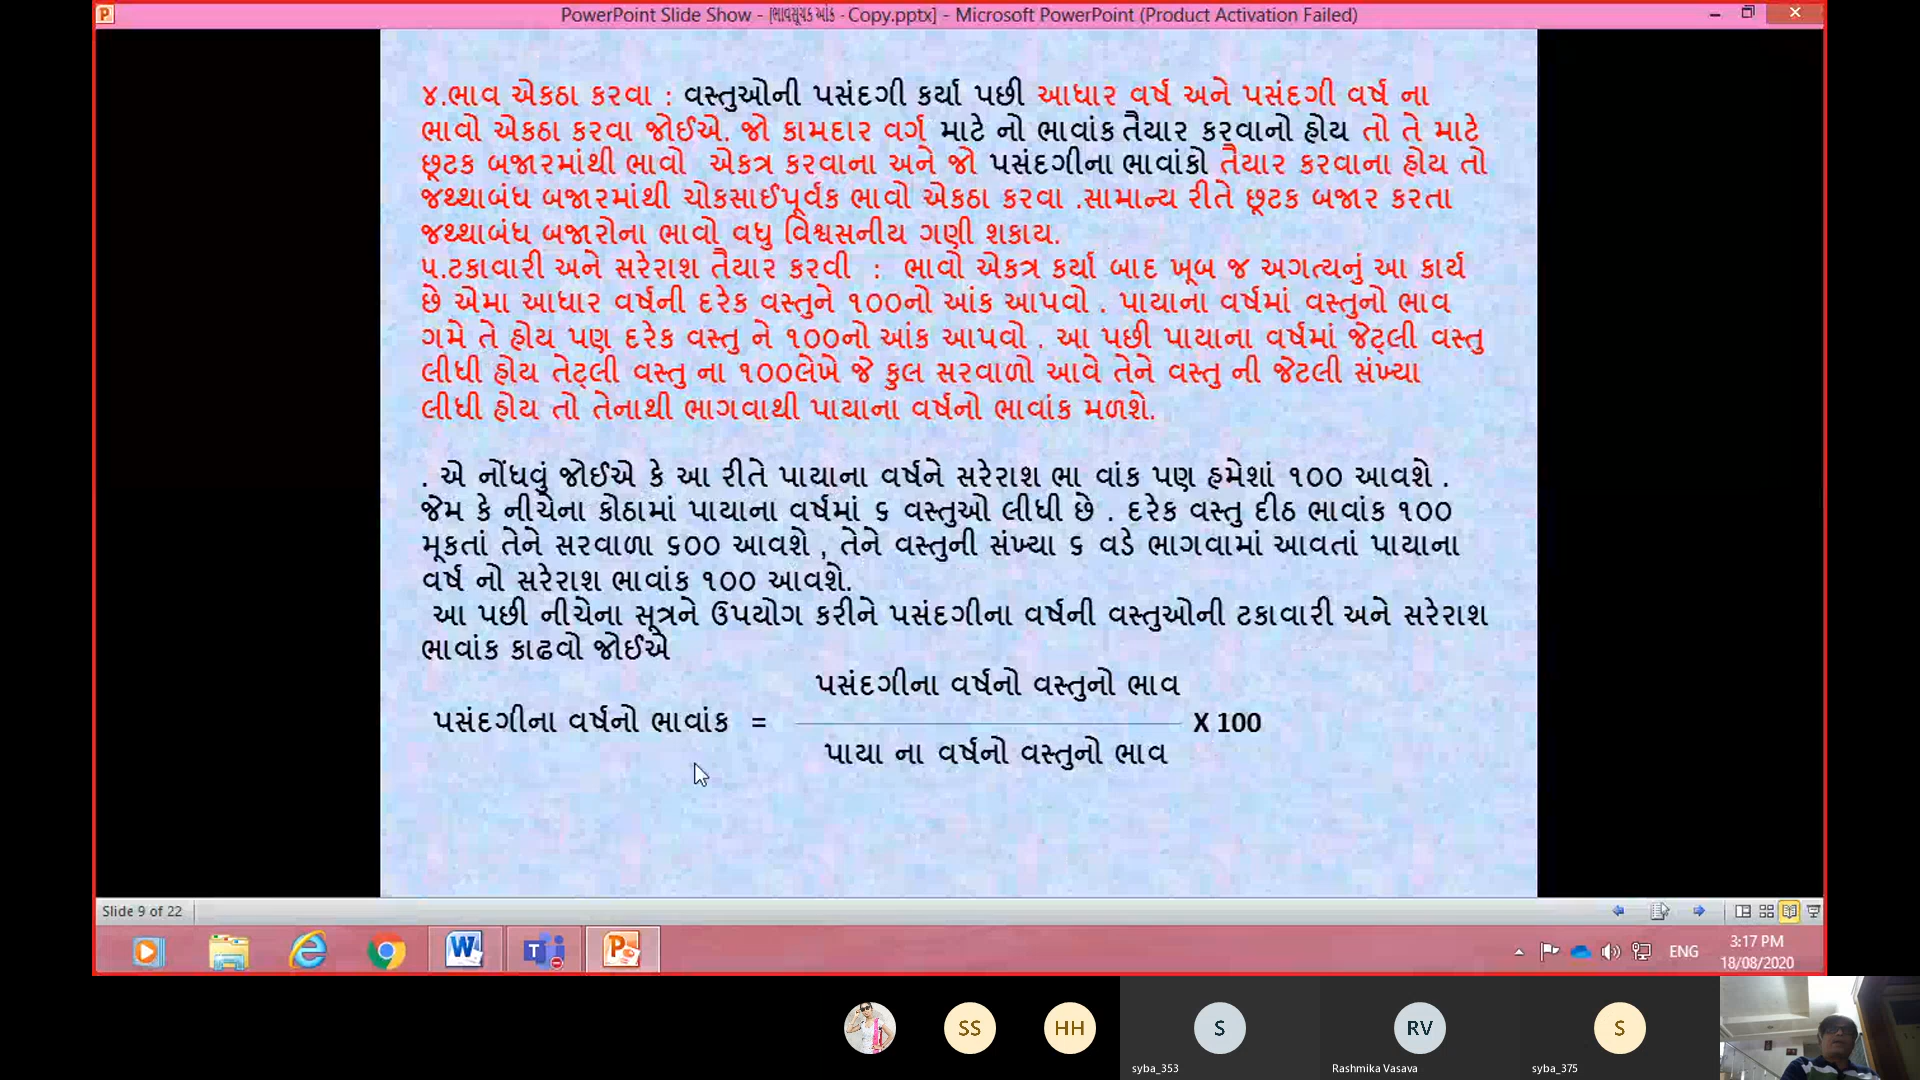 PowerPoint Slide Show - [ભાવસૂચક આંક - Copy.pptx] - Microsoft PowerPoint (Product Activation Failed)
૪.ભાવ એકઠા કરવા : વસ્તુઓની પસંદગી કર્યા પછી આધાર વર્ષ અને પસંદગી વર્ષ ના
ભાવો એકઠા કરવા જોઈએ. જો કામદાર વર્ગ માટે નો ભાવાંક તૈયાર કરવાનો હોય તો તે માટે
છૂટક બજારમાંથી ભાવો એકત્ર કરવાના અને જો પસંદગીના ભાવાંકો તૈયાર કરવાના હોય તો
જથ્થાબંધ બજારમાંથી ચોકસાઈપૂર્વક ભાવો એકઠા કરવા .સામાન્ય રીતે છૂટક બજાર કરતા
જથ્થાબંધ બજારોના ભાવો વધુ વિશ્વસનીય ગણી શકાય.
૫.ટકાવારી અને સરેરાશ તૈયાર કરવી : ભાવો એકત્ર કર્યા બાદ ખૂબ જ અગત્યનું આ કાર્ય
છે એમા આધાર વર્ષની દરેક વસ્તુને ૧૦૦નો આંક આપવો . પાયાના વર્ષમાં વસ્તુનો ભાવ
ગમે તે હોય પણ દરેક વસ્તુ ને ૧૦૦નો આંક આપવો . આ પછી પાયાના વર્ષમાં જેટ્લી વસ્તુ
લીધી હોય તેટ્લી વસ્તુ ના ૧૦૦લેખે જે કુલ સરવાળો આવે તેને વસ્તુ ની જેટલી સંખ્યા
લીધી હોય તો તેનાથી ભાગવાથી પાયાના વર્ષનો ભાવાંક મળશે.
. એ નોંધવું જોઈએ કે આ રીતે પાયાના વર્ષને સરેરાશ ભા વાંક પણ હમેશાં ૧૦૦ આવશે .
જેમ કે નીચેના કોઠામાં પાયાના વર્ષમાં ૬ વસ્તુઓ લીધી છે . દરેક વસ્તુ દીઠ ભાવાંક ૧૦૦
મૂકતાં તેને સરવાળા ૬૦૦ આવશે , તેને વસ્તુની સંખ્યા ૬ વડે ભાગવામાં આવતાં પાયાના
વર્ષ નો સરેરાશ ભાવાંક ૧૦૦ આવશે.
આ પછી નીચેના સૂત્રને ઉપયોગ કરીને પસંદગીના વર્ષની વસ્તુઓની ટકાવારી અને સરેરાશ
ભાવાંક કાઢવો જોઈએ
પસંદગીના વર્ષનો વસ્તુનો ભાવ
પસંદગીના વર્ષનો ભાવાંક = X 100
પાયા ના વર્ષનો વસ્તુનો ભાવ
Slide 9 of 22
ENG
3:17 PM
18/08/2020
SS
HH
S
RV
S
syba_353
Rashmika Vasava
syba_375